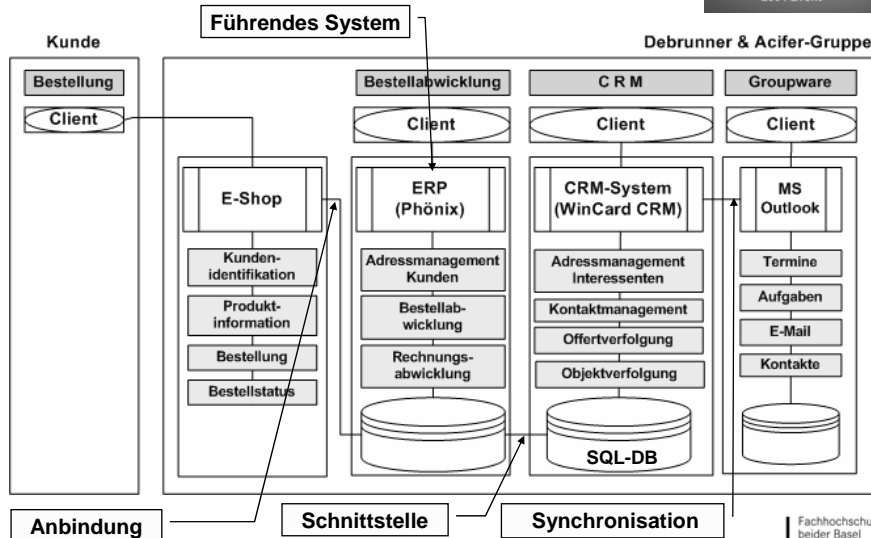 Führendes System
Kunde
Debrunner & Acifer-Gruppe
Bestellung
Bestellabwicklung
C R M
Groupware
Client
Client
Client
Client
E-Shop
ERP
(Phönix)
CRM-System
(WinCard CRM)
MS
Outlook
Kunden-
identifikation
Produkt-
information
Bestellung
Bestellstatus
Adressmanagement
Kunden
Bestellab-
wicklung
Rechnungs-
abwicklung
Adressmanagement
Interessenten
Kontaktmanagement
Offertverfolgung
Objektverfolgung
SQL-DB
Termine
Aufgaben
E-Mail
Kontakte
Anbindung
Schnittstelle
Synchronisation
beider Basel